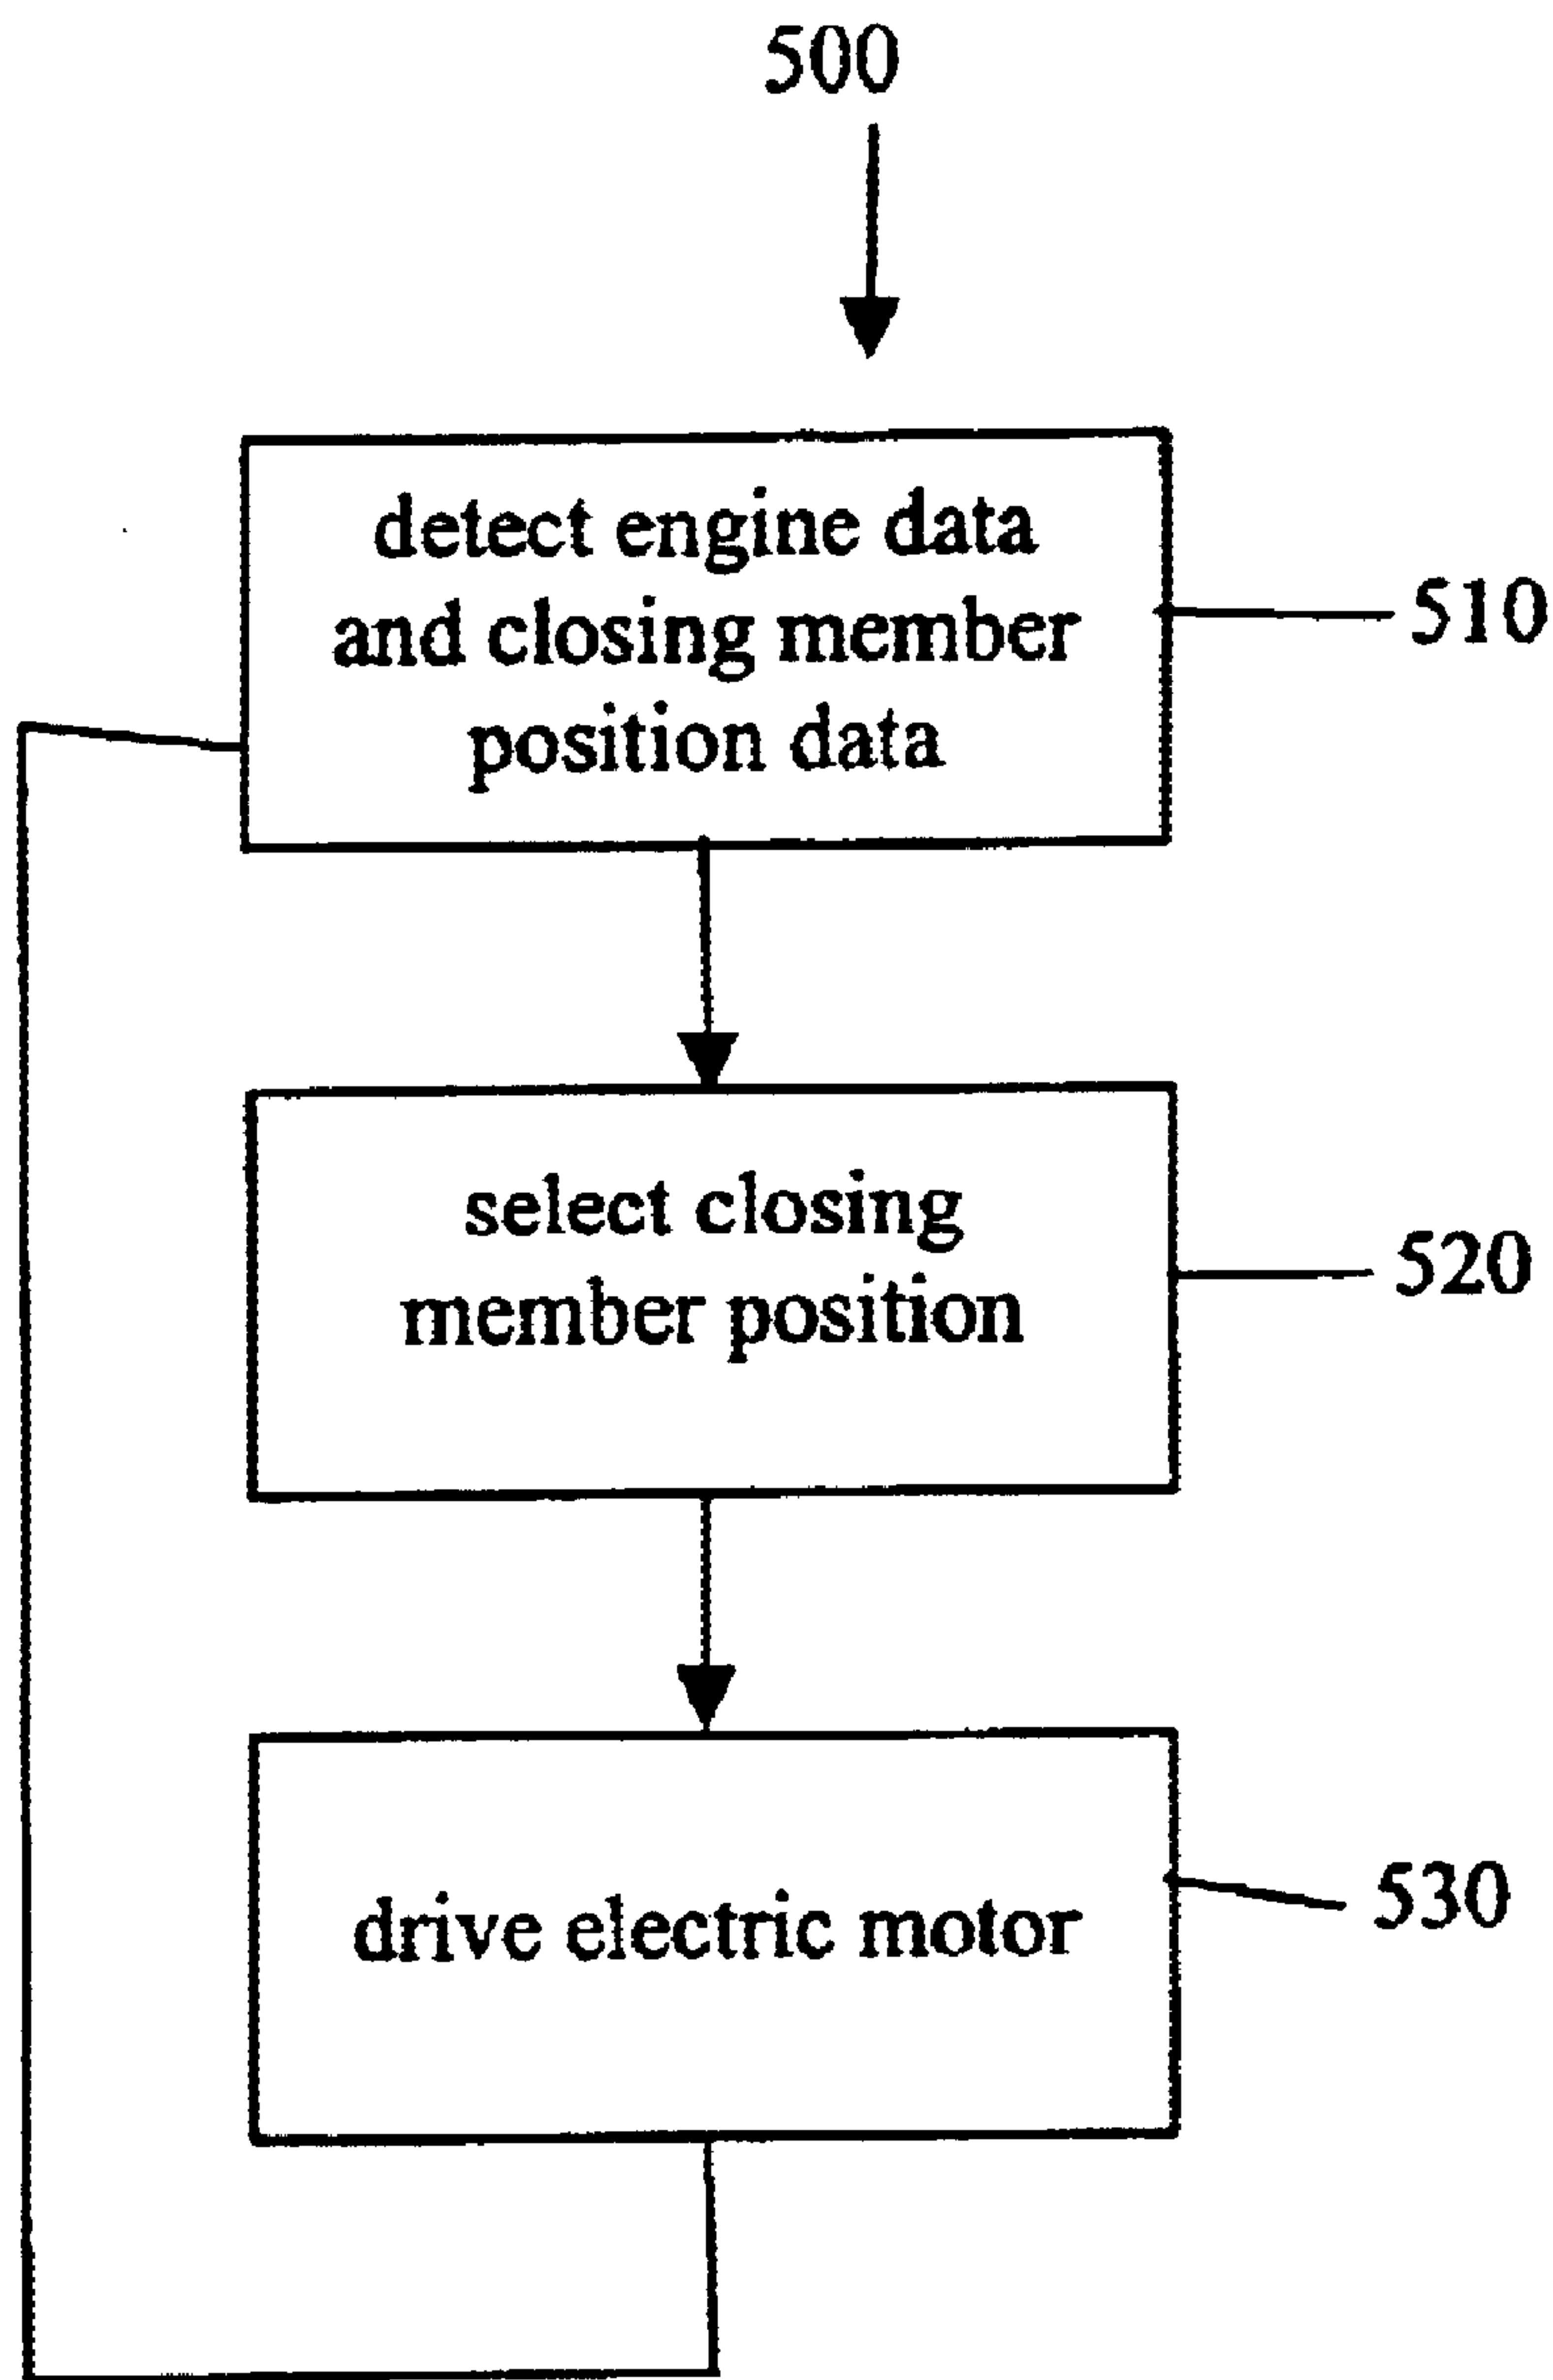 500
detect engine data
and closing member
position data
510
select closing
member position
520
drive electric motor
530